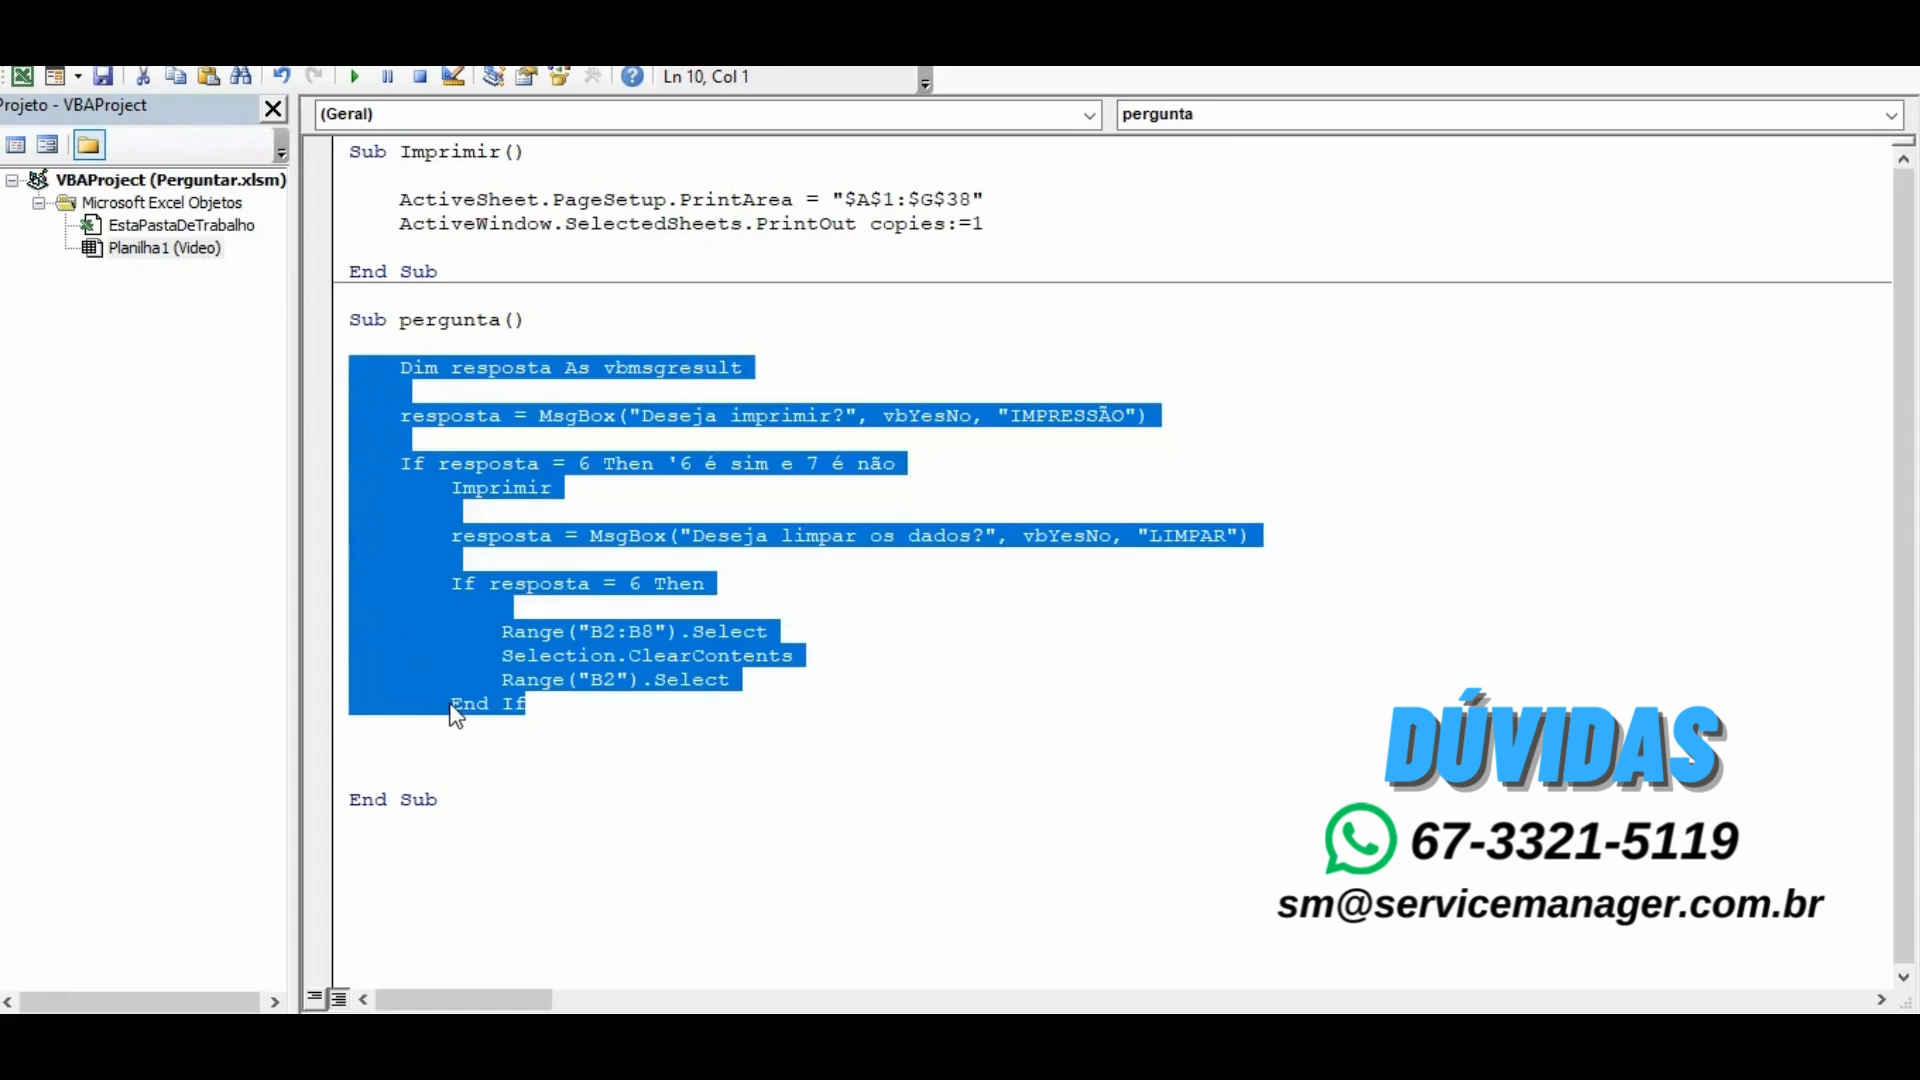 Ln 10, Col 1
Projeto - VBAProject
(Geral)
pergunta
VBAProject (Perguntar.xlsm)
Microsoft Excel Objetos
EstaPastaDeTrabalho
Planilha1 (Video)
Sub Imprimir()
ActiveSheet.PageSetup.PrintArea = "$A$1:$G$38"
ActiveWindow.SelectedSheets.PrintOut copies:=1
End Sub
Sub pergunta()
Dim resposta As vbmsgresult
resposta = MsgBox("Deseja imprimir?", vbYesNo, "IMPRESSÃO")
If resposta = 6 Then '6 é sim e 7 é não
Imprimir
resposta = MsgBox("Deseja limpar os dados?", vbYesNo, "LIMPAR")
If resposta = 6 Then
Range("B2:B8").Select
Selection.ClearContents
Range("B2").Select
End If
End Sub
DÚVIDAS
67-3321-5119
sm@servicemanager.com.br